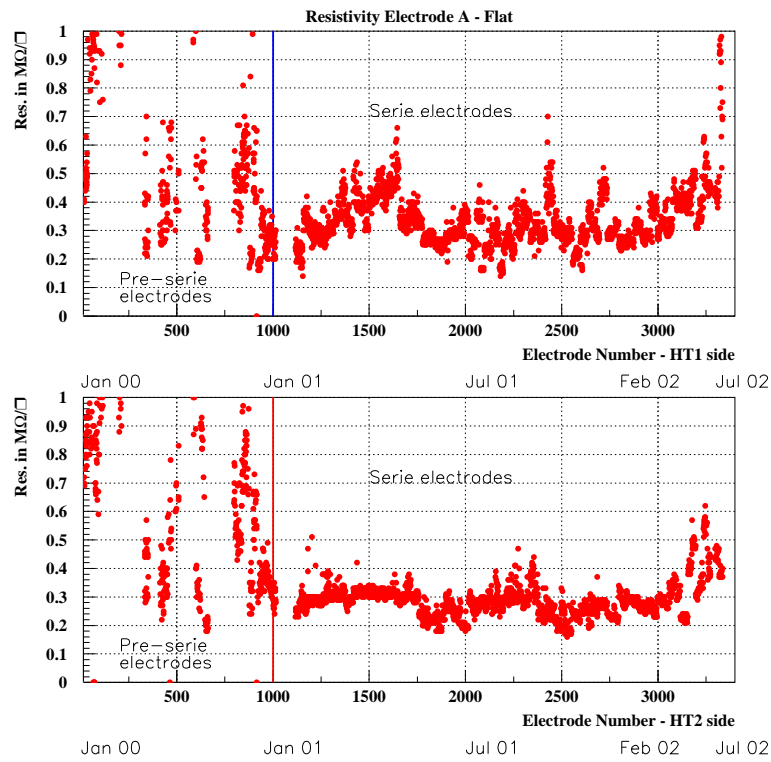 Resistivity Electrode A - Flat
Res. in MΩ/□
1
0.9
0.8
0.7
0.6
0.5
0.4
0.3
0.2
0.1
0
Serie electrodes
Pre-serie
electrodes
500 1000 1500 2000 2500 3000
Electrode Number - HT1 side
Jan 00 Jan 01 Jul 01 Feb 02 Jul 02
Res. in MΩ/□
1
0.9
0.8
0.7
0.6
0.5
0.4
0.3
0.2
0.1
0
Serie electrodes
Pre-serie
electrodes
500 1000 1500 2000 2500 3000
Electrode Number - HT2 side
Jan 00 Jan 01 Jul 01 Feb 02 Jul 02